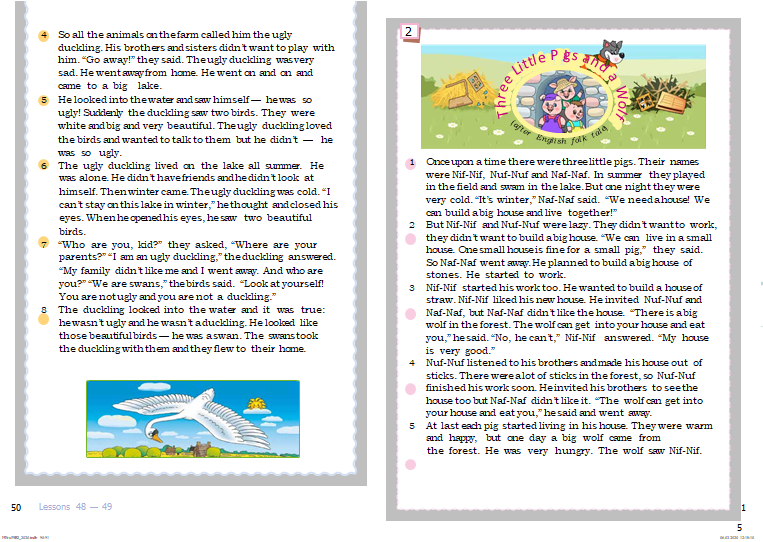 4 So all the animals on the farm called him the ugly
duckling. His brothers and sisters didn't want to play with
him. “Go away!” they said. The ugly duckling was very
sad. He went away from home. He went on and on and
came to a big lake.
5 He looked into the water and saw himself — he was so
ugly! Suddenly the duckling saw two birds. They were
white and big and very beautiful. The ugly duckling loved
the birds and wanted to talk to them but he didn't — he
was so ugly.
6 The ugly duckling lived on the lake all summer. He
was alone. He didn't have friends and he didn't look at
himself. Then winter came. The ugly duckling was cold. “I
can't stay on this lake in winter,” he thought and closed his
eyes. When he opened his eyes, he saw two beautiful
birds.
7 “Who are you, kid?” they asked, “Where are your
parents?” “I am an ugly duckling,” the duckling answered.
“My family didn't like me and I went away. And who are
you?” “We are swans,” the birds said. “Look at yourself!
You are not ugly and you are not a duckling.”
8 The duckling looked into the water and it was true:
he wasn't ugly and he wasn't a duckling. He looked like
those beautiful birds — he was a swan. The swans took
the duckling with them and they flew to their home.
50 Lessons 48 — 49
2
Three Little Pigs and a Wolf
(after English folk tale)
1 Once upon a time there were three little pigs. Their names
were Nif-Nif, Nuf-Nuf and Naf-Naf. In summer they played
in the field and swam in the lake. But one night they were
very cold. “It's winter,” Naf-Naf said. “We need a house! We
can build a big house and live together!”
2 But Nif-Nif and Nuf-Nuf were lazy. They didn't want to work,
they didn't want to build a big house. “We can live in a small
house. One small house is fine for a small pig,” they said.
So Naf-Naf went away. He planned to build a big house of
stones. He started to work.
3 Nif-Nif started his work too. He wanted to build a house of
straw. Nif-Nif liked his new house. He invited Nuf-Nuf and
Naf-Naf, but Naf-Naf didn't like the house. “There is a big
wolf in the forest. The wolf can get into your house and eat
you,” he said. “No, he can't,” Nif-Nif answered. “My house
is very good.”
4 Nuf-Nuf listened to his brothers and made his house out of
sticks. There were a lot of sticks in the forest, so Nuf-Nuf
finished his work soon. He invited his brothers to see the
house too but Naf-Naf didn't like it. “The wolf can get into
your house and eat you,” he said and went away.
5 At last each pig started living in his house. They were warm
and happy, but one day a big wolf came from
the forest. He was very hungry. The wolf saw Nif-Nif.
1
5